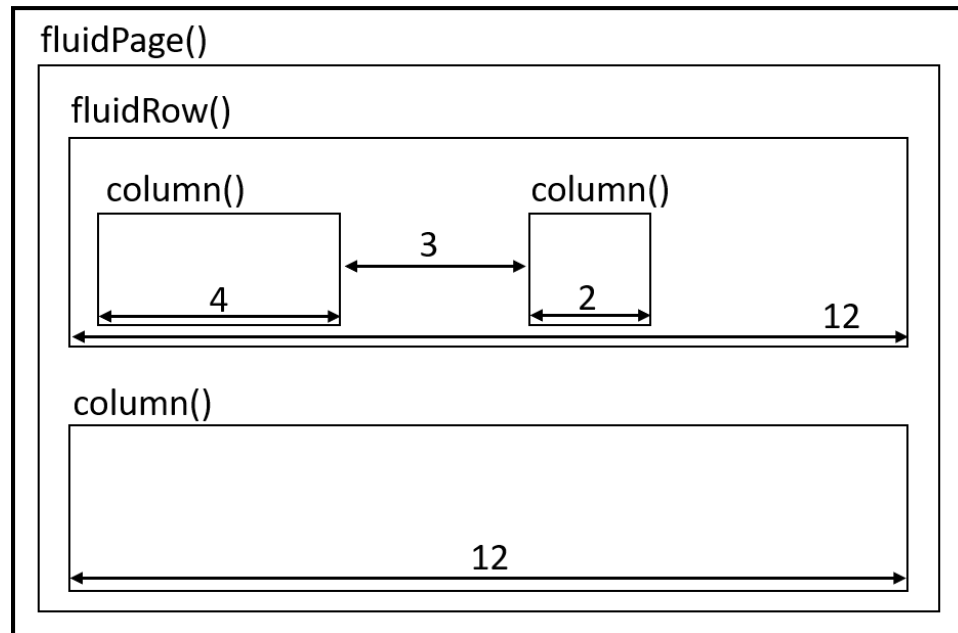 fluidPage()
fluidRow()
column() column()
3
4 2
12
column()
12